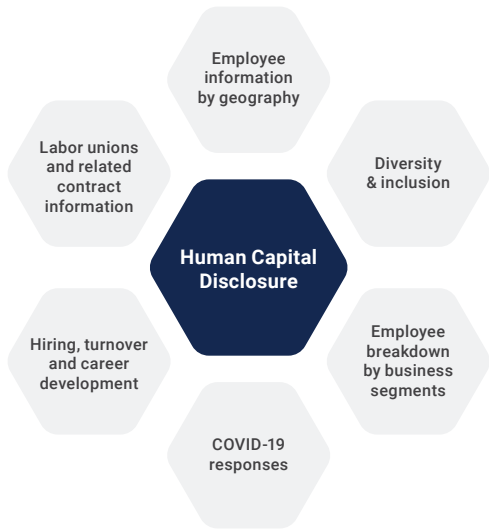 Employee
information
by geography
Labor unions
and related
contract
information
Diversity
& inclusion
Human Capital
Disclosure
Hiring, turnover
and career
development
Employee
breakdown
by business
segments
COVID-19
responses